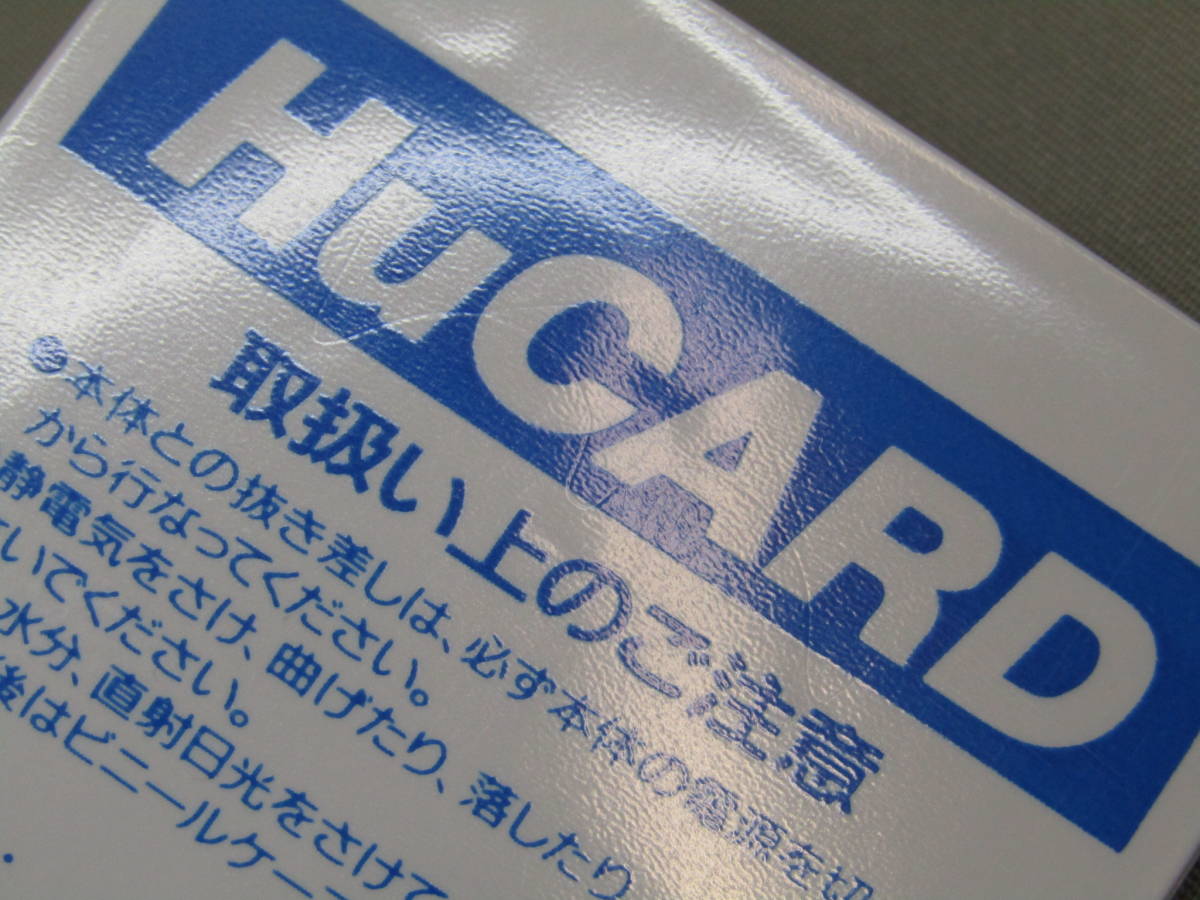 HuCARD
取扱い上のご注意
本体との抜き差しは、必ず本体の電源を切
から行なってください。
静電気をさけ、曲げたり、落したり
いでください。
水分、直射日光をさけて
後はビニールケー